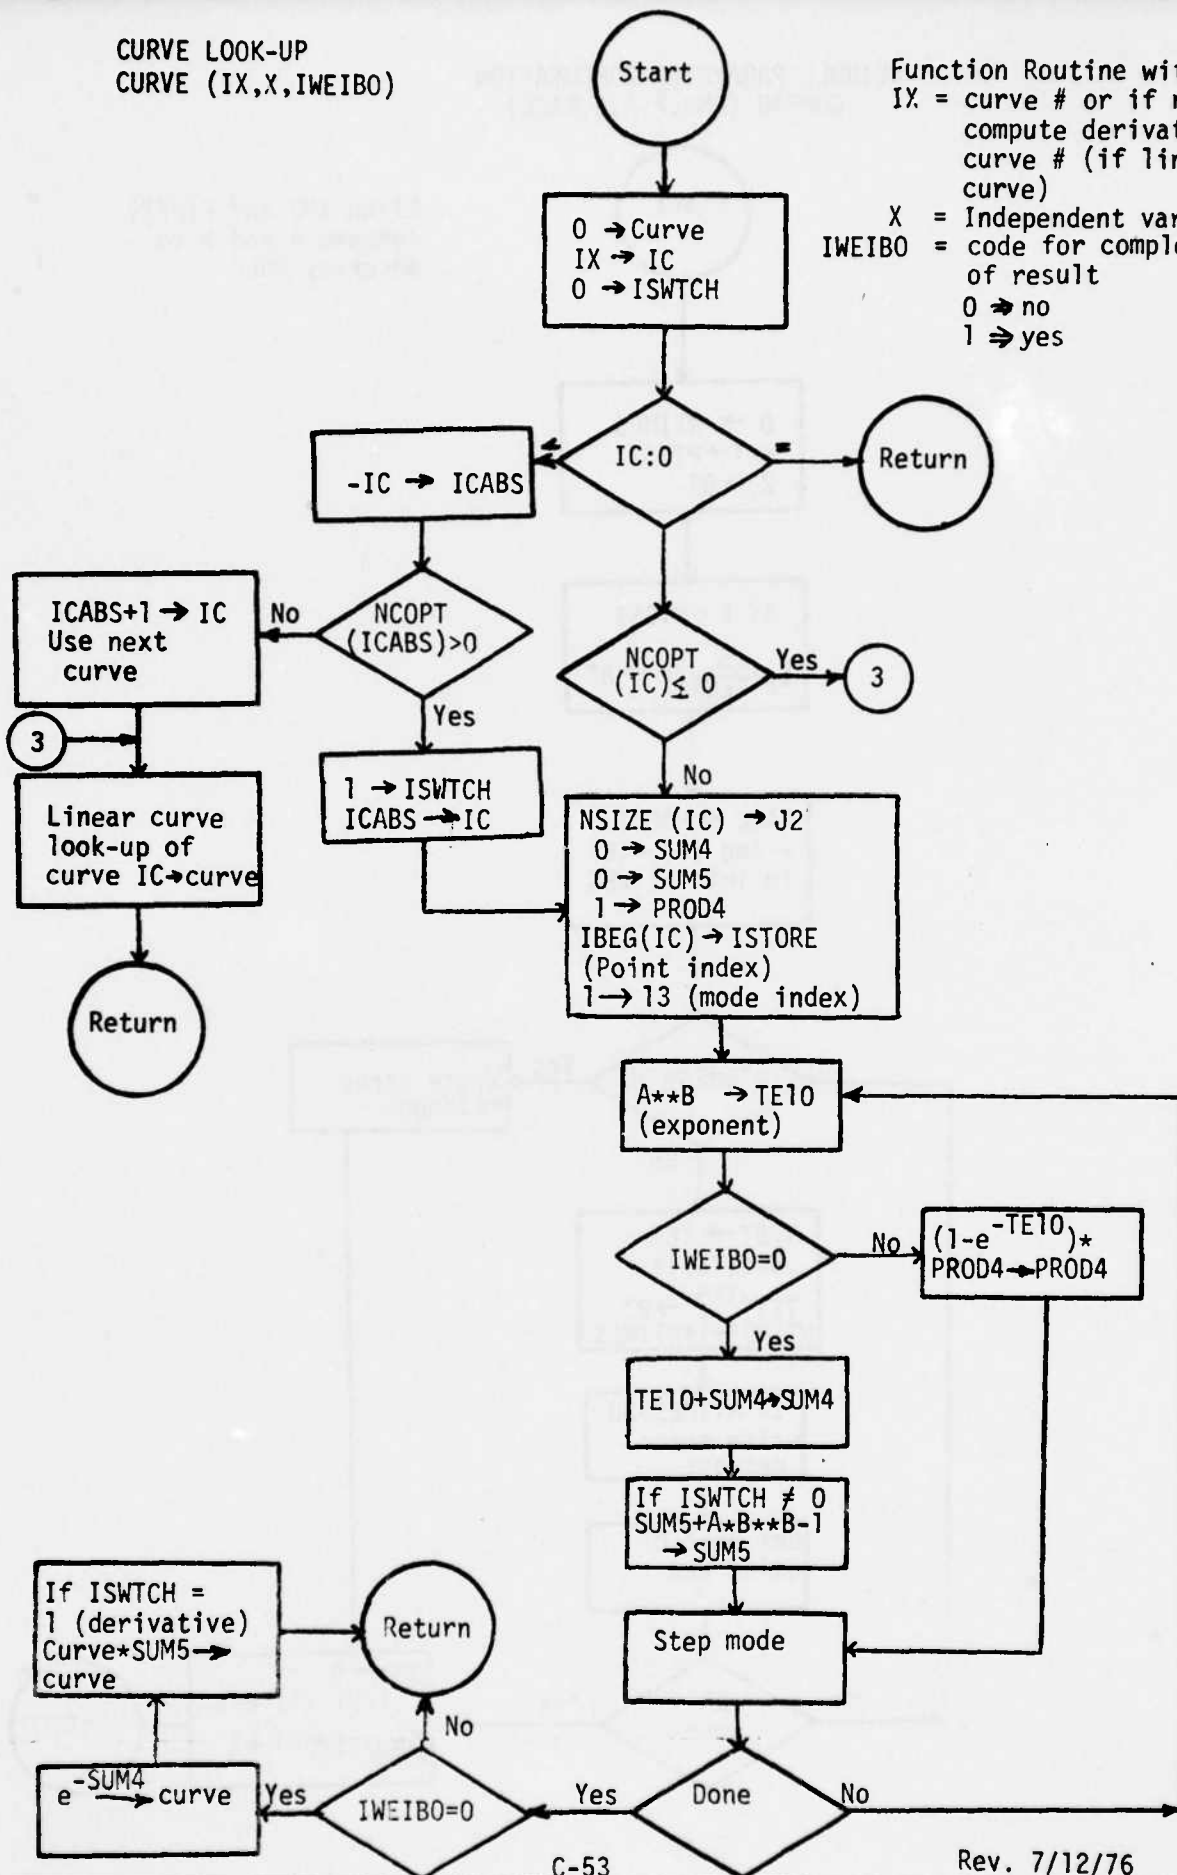 CURVE LOOK-UP
CURVE (IX,X,IWEIBO)
Start
Function Routine wi
IX = curve # or if
compute deriva
curve # (if lin
curve)
X = Independent var
IWEIBO = code for comple
of result
0 ⇒ no
1 ⇒ yes
0 → Curve
IX → IC
0 → ISWTCH
IC:0
<
=
Return
-IC → ICABS
NCOPT
(ICABS)>0
No
Yes
ICABS+1 → IC
Use next
curve
3
Linear curve
look-up of
curve IC→curve
Return
1 → ISWTCH
ICABS → IC
NCOPT
(IC)≤ 0
Yes
3
No
NSIZE (IC) → J2
0 → SUM4
0 → SUM5
1 → PROD4
IBEG(IC) → ISTORE
(Point index)
1→ 13 (mode index)
A**B → TE10
(exponent)
IWEIBO=0
No
(1-e-TE10)*
PROD4→PROD4
Yes
TE10+SUM4→SUM4
If ISWTCH ≠ 0
SUM5+A*B**B-1
→ SUM5
Step mode
Done
No
Yes
IWEIBO=0
No
Yes
e-SUM4→ curve
If ISWTCH =
1 (derivative)
Curve*SUM5→
curve
Return
C-53
Rev. 7/12/76